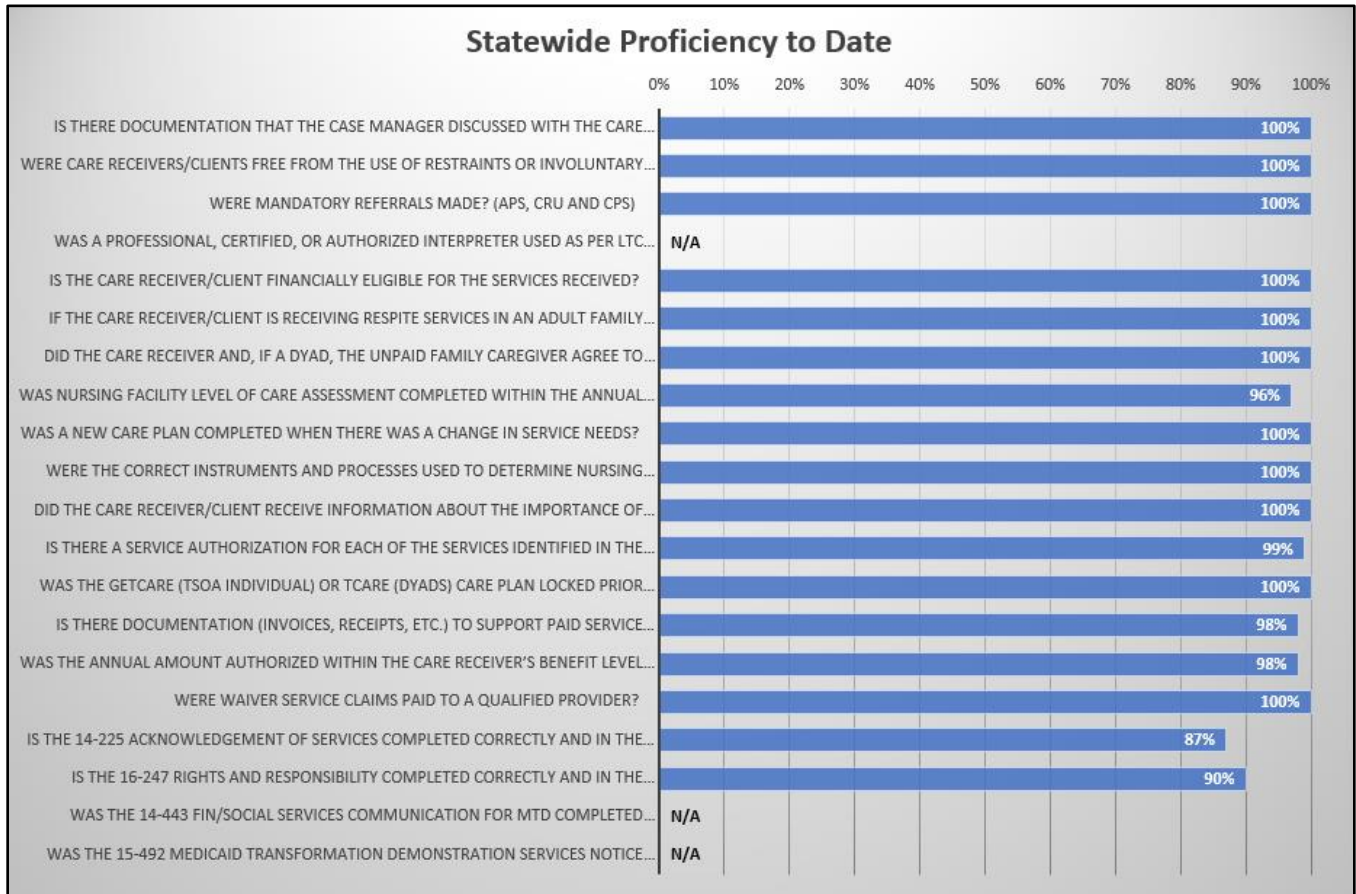 Statewide Proficiency to Date
0% 10% 20% 30% 40% 50% 60% 70% 80% 90% 100%
IS THERE DOCUMENTATION THAT THE CASE MANAGER DISCUSSED WITH THE CARE... 100%
WERE CARE RECEIVERS/CLIENTS FREE FROM THE USE OF RESTRAINTS OR INVOLUNTARY... 100%
WERE MANDATORY REFERRALS MADE? (APS, CRU AND CPS) 100%
WAS A PROFESSIONAL, CERTIFIED, OR AUTHORIZED INTERPRETER USED AS PER LTC... N/A
IS THE CARE RECEIVER/CLIENT FINANCIALLY ELIGIBLE FOR THE SERVICES RECEIVED? 100%
IF THE CARE RECEIVER/CLIENT IS RECEIVING RESPITE SERVICES IN AN ADULT FAMILY... 100%
DID THE CARE RECEIVER AND, IF A DYAD, THE UNPAID FAMILY CAREGIVER AGREE TO... 100%
WAS NURSING FACILITY LEVEL OF CARE ASSESSMENT COMPLETED WITHIN THE ANNUAL... 96%
WAS A NEW CARE PLAN COMPLETED WHEN THERE WAS A CHANGE IN SERVICE NEEDS? 100%
WERE THE CORRECT INSTRUMENTS AND PROCESSES USED TO DETERMINE NURSING... 100%
DID THE CARE RECEIVER/CLIENT RECEIVE INFORMATION ABOUT THE IMPORTANCE OF... 100%
IS THERE A SERVICE AUTHORIZATION FOR EACH OF THE SERVICES IDENTIFIED IN THE... 99%
WAS THE GETCARE (TSOA INDIVIDUAL) OR TCARE (DYADS) CARE PLAN LOCKED PRIOR... 100%
IS THERE DOCUMENTATION (INVOICES, RECEIPTS, ETC.) TO SUPPORT PAID SERVICE... 98%
WAS THE ANNUAL AMOUNT AUTHORIZED WITHIN THE CARE RECEIVER'S BENEFIT LEVEL... 98%
WERE WAIVER SERVICE CLAIMS PAID TO A QUALIFIED PROVIDER? 100%
IS THE 14-225 ACKNOWLEDGEMENT OF SERVICES COMPLETED CORRECTLY AND IN THE... 87%
IS THE 16-247 RIGHTS AND RESPONSIBILITY COMPLETED CORRECTLY AND IN THE... 90%
WAS THE 14-443 FIN/SOCIAL SERVICES COMMUNICATION FOR MTD COMPLETED... N/A
WAS THE 15-492 MEDICAID TRANSFORMATION DEMONSTRATION SERVICES NOTICE... N/A